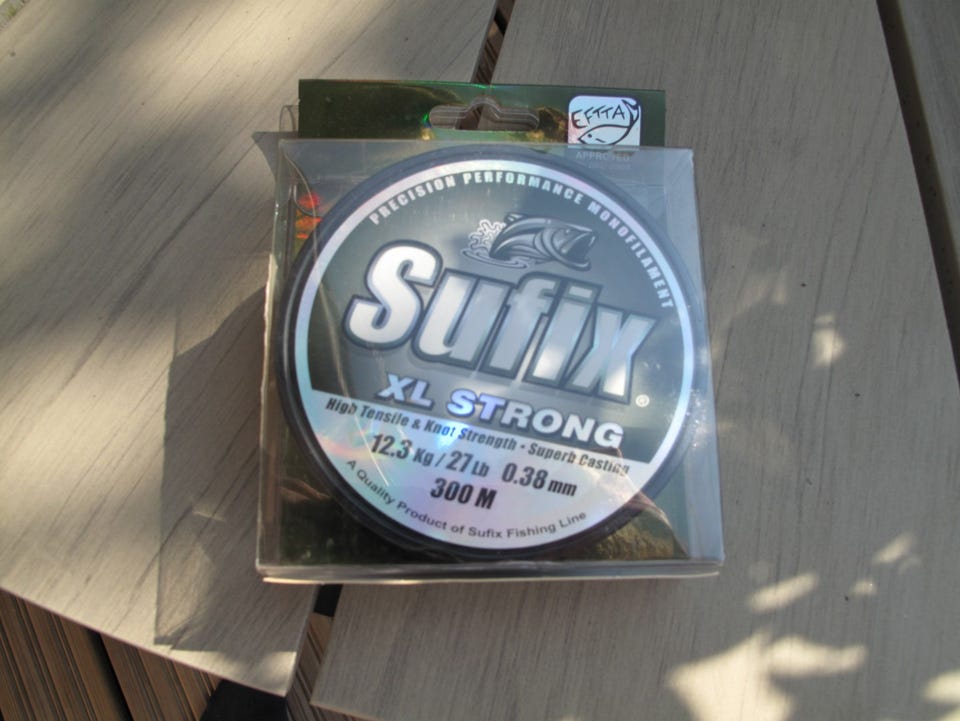 EFTTA
APPROVED
PRECISION PERFORMANCE MONOFILAMENT
Sufix®
XL STRONG
High Tensile & Knot Strength - Superb Casting
12.3 Kg / 27 Lb 0.38 mm
300 M
A Quality Product of Sufix Fishing Line